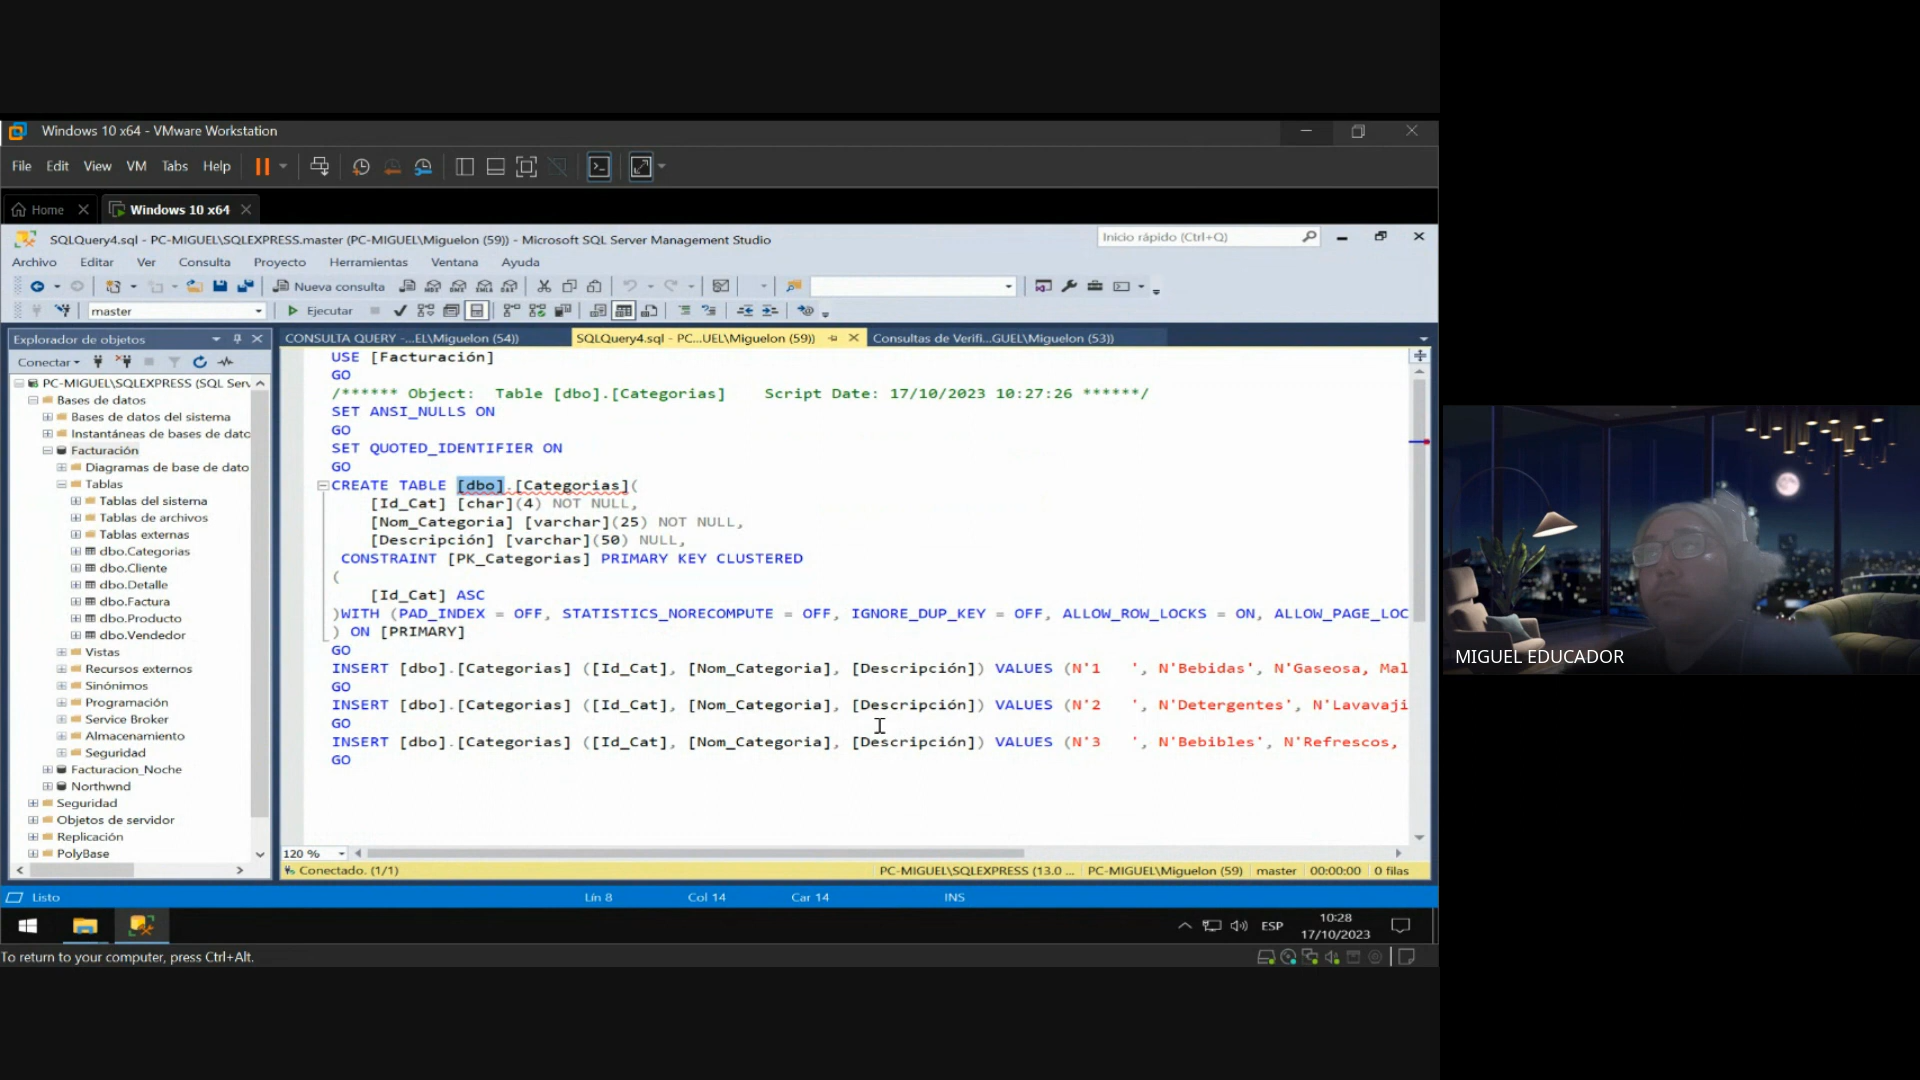 Windows 10 x64 - VMware Workstation
File Edit View VM Tabs Help
Home
Windows 10 x64
SQLQuery4.sql - PC-MIGUEL\SQLEXPRESS.master (PC-MIGUEL\Miguelon (59)) - Microsoft SQL Server Management Studio
Inicio rápido (Ctrl+Q)
Archivo Editar Ver Consulta Proyecto Herramientas Ventana Ayuda
Nueva consulta
master
Ejecutar
Explorador de objetos
Conectar
PC-MIGUEL\SQLEXPRESS (SQL Serv
Bases de datos
Bases de datos del sistema
Instantáneas de bases de dato
Facturación
Diagramas de base de dato
Tablas
Tablas del sistema
Tablas de archivos
Tablas externas
dbo.Categorias
dbo.Cliente
dbo.Detalle
dbo.Factura
dbo.Producto
dbo.Vendedor
Vistas
Recursos externos
Sinónimos
Programación
Service Broker
Almacenamiento
Seguridad
Facturacion_Noche
Northwnd
Seguridad
Objetos de servidor
Replicación
PolyBase
CONSULTA QUERY -...EL\Miguelon (54))
SQLQuery4.sql - PC...UEL\Miguelon (59))
Consultas de Verifi...GUEL\Miguelon (53))
USE [Facturación]
GO
/****** Object:  Table [dbo].[Categorias]    Script Date: 17/10/2023 10:27:26 ******/
SET ANSI_NULLS ON
GO
SET QUOTED_IDENTIFIER ON
GO
CREATE TABLE [dbo].[Categorias](
[Id_Cat] [char](4) NOT NULL,
[Nom_Categoria] [varchar](25) NOT NULL,
[Descripción] [varchar](50) NULL,
CONSTRAINT [PK_Categorias] PRIMARY KEY CLUSTERED
(
[Id_Cat] ASC
)WITH (PAD_INDEX = OFF, STATISTICS_NORECOMPUTE = OFF, IGNORE_DUP_KEY = OFF, ALLOW_ROW_LOCKS = ON, ALLOW_PAGE_LOC
) ON [PRIMARY]
GO
INSERT [dbo].[Categorias] ([Id_Cat], [Nom_Categoria], [Descripción]) VALUES (N'1   ', N'Bebidas', N'Gaseosa, Mal
GO
INSERT [dbo].[Categorias] ([Id_Cat], [Nom_Categoria], [Descripción]) VALUES (N'2   ', N'Detergentes', N'Lavavaji
GO
INSERT [dbo].[Categorias] ([Id_Cat], [Nom_Categoria], [Descripción]) VALUES (N'3   ', N'Bebibles', N'Refrescos,
GO
120 %
Conectado. (1/1)
PC-MIGUEL\SQLEXPRESS (13.0 ... PC-MIGUEL\Miguelon (59) master 00:00:00 0 filas
Listo
Lín 8 Col 14 Car 14 INS
ESP
10:28
17/10/2023
To return to your computer, press Ctrl+Alt.
MIGUEL EDUCADOR